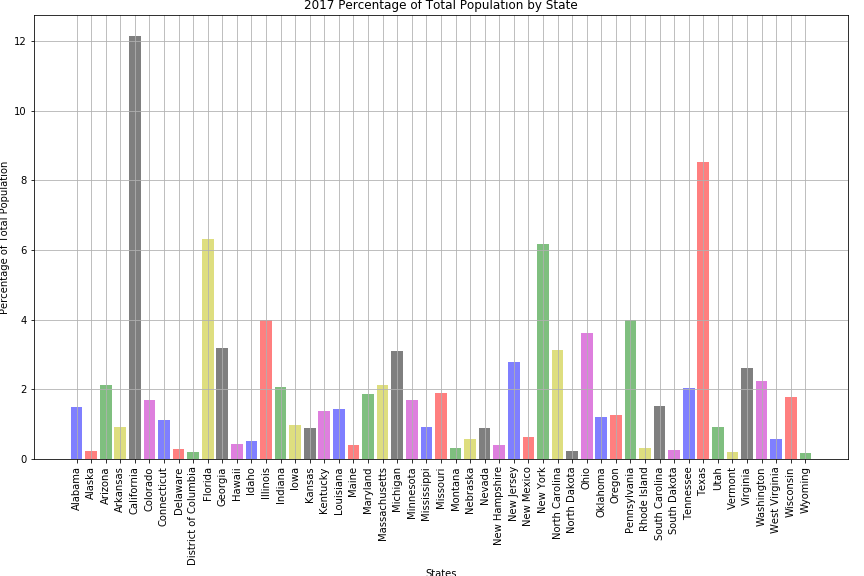 2017 Percentage of Total Population by State
Percentage of Total Population
12
10
8
6
4
2
0
Alabama
Alaska
Arizona
Arkansas
California
Colorado
Connecticut
Delaware
District of Columbia
Florida
Georgia
Hawaii
Idaho
Illinois
Indiana
Iowa
Kansas
Kentucky
Louisiana
Maine
Maryland
Massachusetts
Michigan
Minnesota
Mississippi
Missouri
Montana
Nebraska
Nevada
New Hampshire
New Jersey
New Mexico
New York
North Carolina
North Dakota
Ohio
Oklahoma
Oregon
Pennsylvania
Rhode Island
South Carolina
South Dakota
Tennessee
Texas
Utah
Vermont
Virginia
Washington
West Virginia
Wisconsin
Wyoming
States